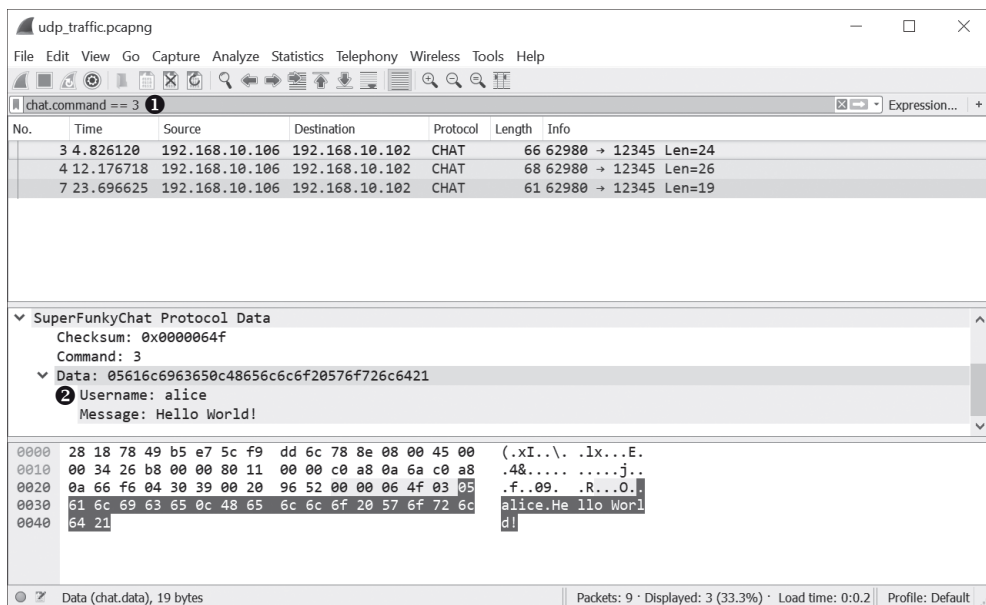 udp_traffic.pcapng
File Edit View Go Capture Analyze Statistics Telephony Wireless Tools Help
chat.command == 3 ❶ Expression... +
No. Time Source Destination Protocol Length Info
3 4.826120 192.168.10.106 192.168.10.102 CHAT 66 62980 → 12345 Len=24
4 12.176718 192.168.10.106 192.168.10.102 CHAT 68 62980 → 12345 Len=26
7 23.696625 192.168.10.106 192.168.10.102 CHAT 61 62980 → 12345 Len=19
SuperFunkyChat Protocol Data
Checksum: 0x0000064f
Command: 3
Data: 05616c6963650c48656c6c6f20576f726c6421
❷ Username: alice
Message: Hello World!
0000 28 18 78 49 b5 e7 5c f9 dd 6c 78 8e 08 00 45 00 (.xI..\. .lx...E.
0010 00 34 26 b8 00 00 80 11 00 00 c0 a8 0a 6a c0 a8 .4&..... .....j..
0020 0a 66 f6 04 30 39 00 20 96 52 00 00 06 4f 03 05 .f..09. .R...O..
0030 61 6c 69 63 65 0c 48 65 6c 6c 6f 20 57 6f 72 6c alice.He llo Worl
0040 64 21 d!
Data (chat.data), 19 bytes Packets: 9 · Displayed: 3 (33.3%) · Load time: 0:0.2 Profile: Default